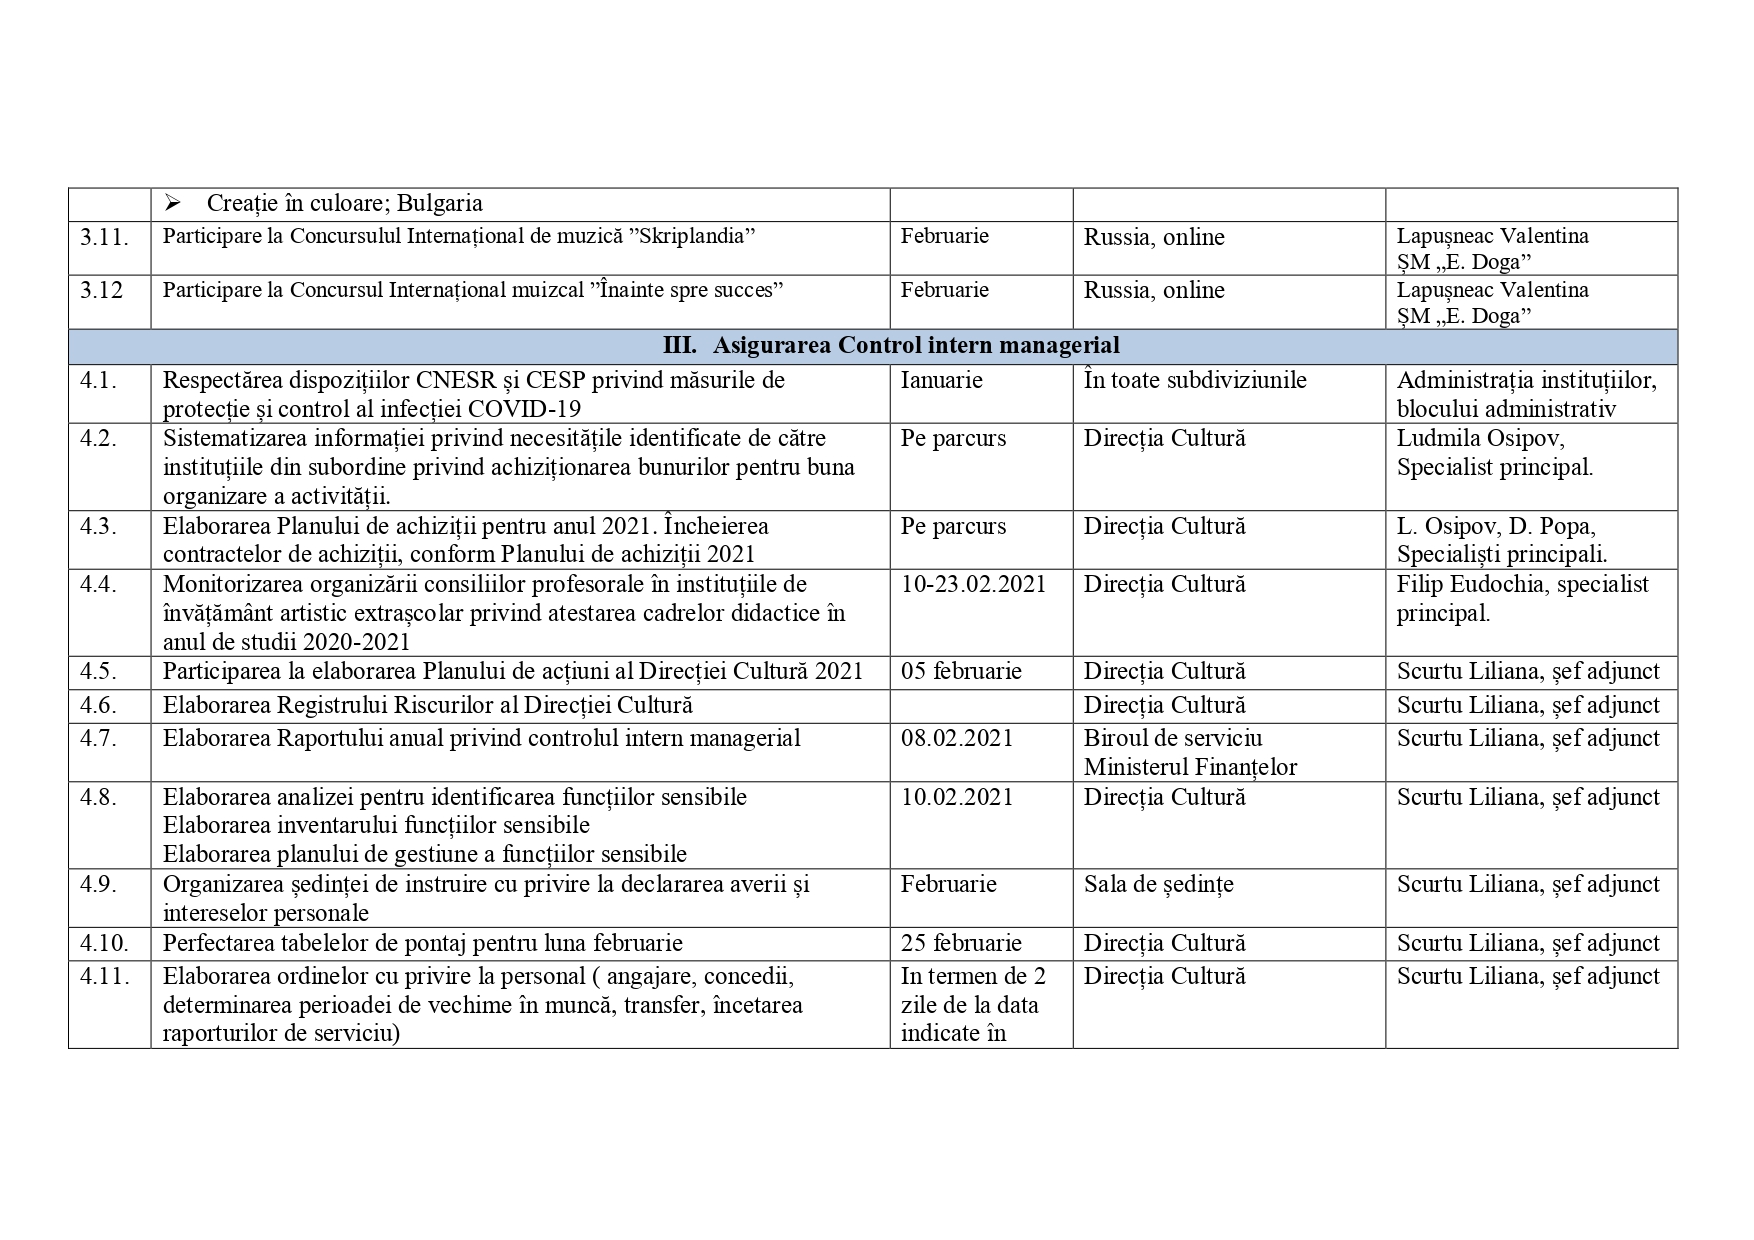 ➢ Creație în culoare; Bulgaria
3.11. Participare la Concursulul Internațional de muzică ”Skriplandia” Februarie Russia, online Lapușneac Valentina
ȘM „E. Doga”
3.12 Participare la Concursul Internațional muizcal ”Înainte spre succes” Februarie Russia, online Lapușneac Valentina
ȘM „E. Doga”
III. Asigurarea Control intern managerial
4.1. Respectărea dispozițiilor CNESR și CESP privind măsurile de Ianuarie În toate subdiviziunile Administrația instituțiilor,
protecție și control al infecției COVID-19 blocului administrativ
4.2. Sistematizarea informației privind necesitățile identificate de către Pe parcurs Direcția Cultură Ludmila Osipov,
instituțiile din subordine privind achiziționarea bunurilor pentru buna Specialist principal.
organizare a activității.
4.3. Elaborarea Planului de achiziții pentru anul 2021. Încheierea Pe parcurs Direcția Cultură L. Osipov, D. Popa,
contractelor de achiziții, conform Planului de achiziții 2021 Specialiști principali.
4.4. Monitorizarea organizării consiliilor profesorale în instituțiile de 10-23.02.2021 Direcția Cultură Filip Eudochia, specialist
învățământ artistic extrașcolar privind atestarea cadrelor didactice în principal.
anul de studii 2020-2021
4.5. Participarea la elaborarea Planului de acțiuni al Direcției Cultură 2021 05 februarie Direcția Cultură Scurtu Liliana, șef adjunct
4.6. Elaborarea Registrului Riscurilor al Direcției Cultură Direcția Cultură Scurtu Liliana, șef adjunct
4.7. Elaborarea Raportului anual privind controlul intern managerial 08.02.2021 Biroul de serviciu Scurtu Liliana, șef adjunct
Ministerul Finanțelor
4.8. Elaborarea analizei pentru identificarea funcțiilor sensibile 10.02.2021 Direcția Cultură Scurtu Liliana, șef adjunct
Elaborarea inventarului funcțiilor sensibile
Elaborarea planului de gestiune a funcțiilor sensibile
4.9. Organizarea ședinței de instruire cu privire la declararea averii și Februarie Sala de ședințe Scurtu Liliana, șef adjunct
intereselor personale
4.10. Perfectarea tabelelor de pontaj pentru luna februarie 25 februarie Direcția Cultură Scurtu Liliana, șef adjunct
4.11. Elaborarea ordinelor cu privire la personal ( angajare, concedii, In termen de 2 Direcția Cultură Scurtu Liliana, șef adjunct
determinarea perioadei de vechime în muncă, transfer, încetarea zile de la data
raporturilor de serviciu) indicate în